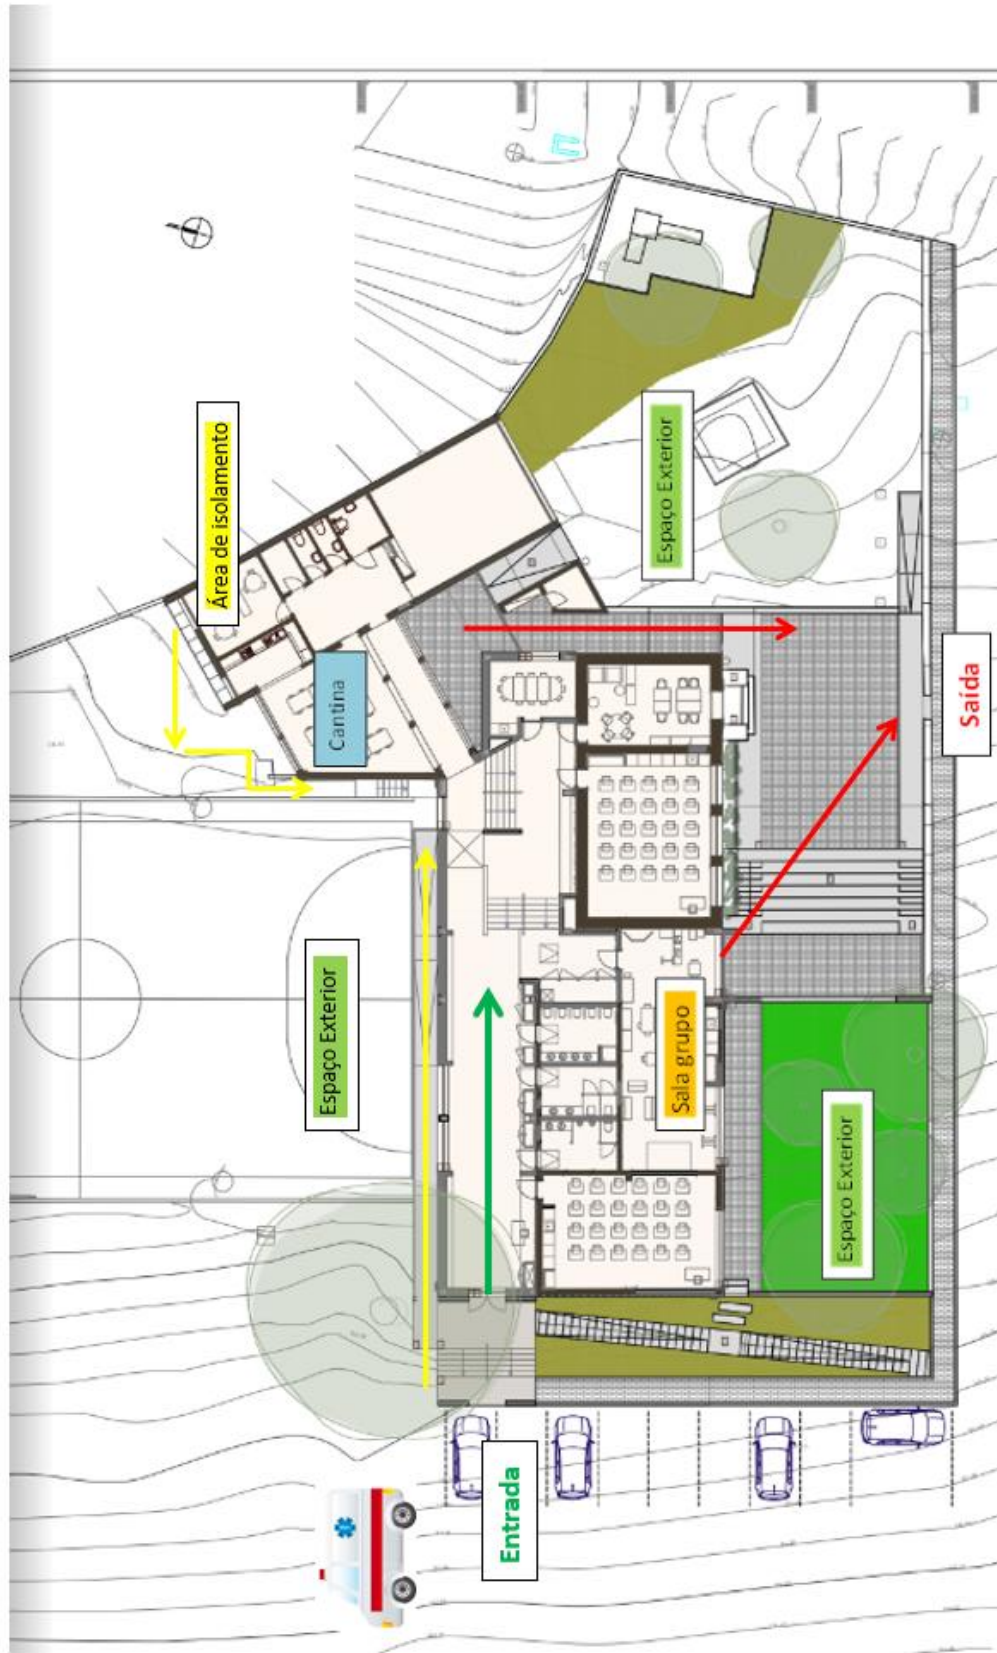 Área de isolamento
Cantina
Espaço Exterior
Espaço Exterior
Saída
Sala grupo
Espaço Exterior
Entrada